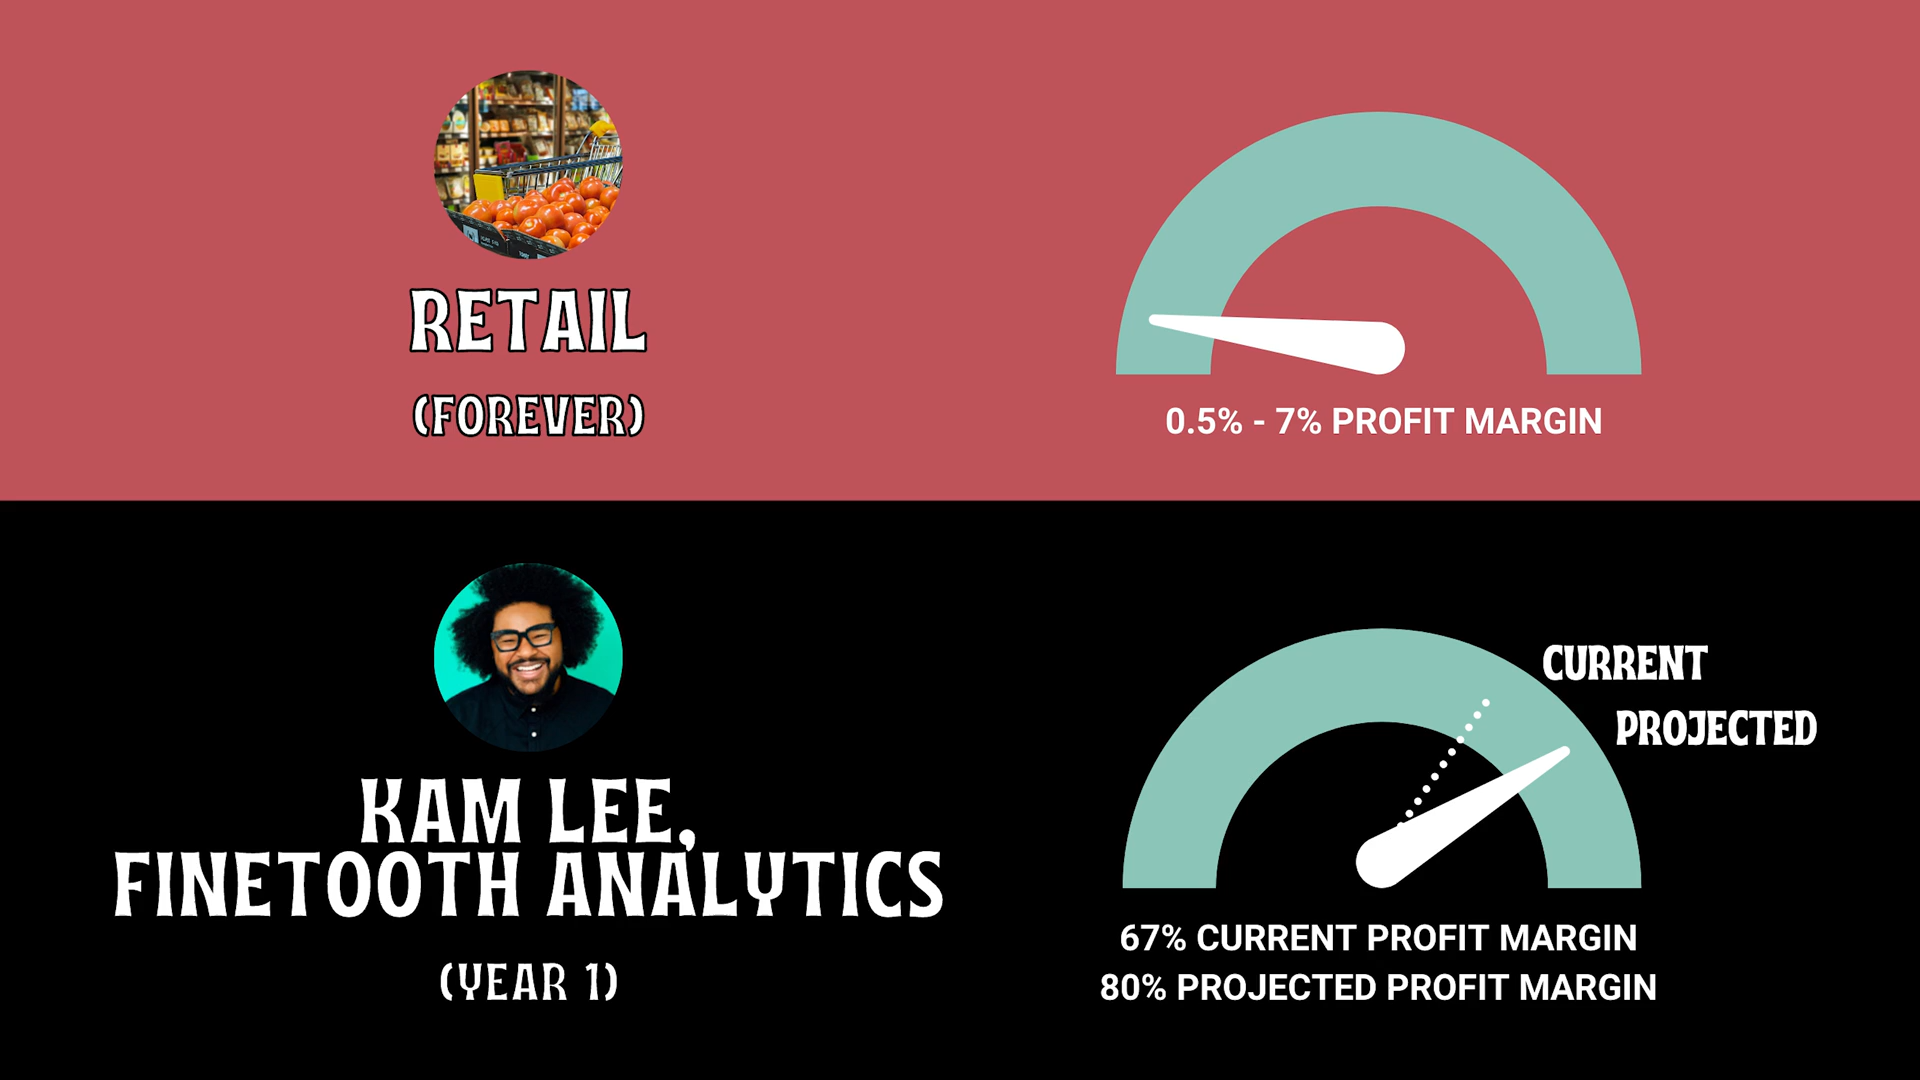 RETAIL
(FOREVER)
0.5% - 7% PROFIT MARGIN
KAM LEE,
FINETOOTH ANALYTICS
(YEAR 1)
CURRENT
PROJECTED
67% CURRENT PROFIT MARGIN
80% PROJECTED PROFIT MARGIN